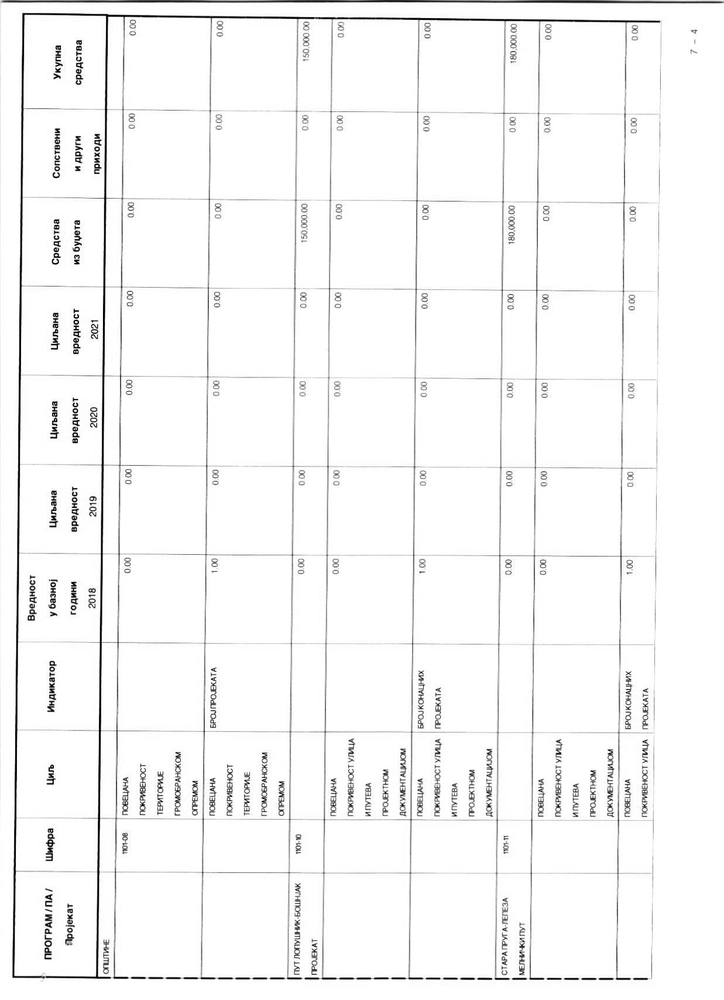 ПРОГРАМ / ПА / Пројекат	Шифра	Циљ	Индикатор	Вредност у базној години 2018	Циљана вредност 2019	Циљана вредност 2020	Циљана вредност 2021	Средства из буџета	Сопствени и други приходи	Укупна средства
ОПШТИНЕ
1101-08	ПОВЕЦАНА	0.00	0.00	0.00	0.00	0.00	0.00	0.00
ПОКРИВЕНОСТ
ТЕРИТОРИЈЕ
ГРОМОБРАНСКОМ
ОПРЕМОМ
ПОВЕЦАНА	БРОЈ ПРОЈЕКАТА	1.00	0.00	0.00	0.00	0.00	0.00	0.00
ПОКРИВЕНОСТ
ТЕРИТОРИЈЕ
ГРОМОБРАНСКОМ
ОПРЕМОМ
ПУТ ЛОПУШНИК-БОШНЈАК	1101-10	0.00	0.00	0.00	0.00	150,000.00	0.00	150,000.00
ПРОЈЕКАТ
ПОВЕЦАНА	0.00	0.00	0.00	0.00	0.00	0.00	0.00
ПОКРИВЕНОСТ УЛИЦА
И ПУТЕВА
ПРОЈЕКТНОМ
ДОКУМЕНТАЦИЈОМ
ПОВЕЦАНА	БРОЈ КОНАЦНИХ	1.00	0.00	0.00	0.00	0.00	0.00	0.00
ПОКРИВЕНОСТ УЛИЦА	ПРОЈЕКАТА
И ПУТЕВА
ПРОЈЕКТНОМ
ДОКУМЕНТАЦИЈОМ
СТАРА ПРУГА-ЛЕПЕЗА	1101-11	0.00	0.00	0.00	0.00	180,000.00	0.00	180,000.00
МЕЛНИЧКИ ПУТ
ПОВЕЦАНА	0.00	0.00	0.00	0.00	0.00	0.00	0.00
ПОКРИВЕНОСТ УЛИЦА
И ПУТЕВА
ПРОЈЕКТНОМ
ДОКУМЕНТАЦИЈОМ
ПОВЕЦАНА	БРОЈ КОНАЦНИХ	1.00	0.00	0.00	0.00	0.00	0.00	0.00
ПОКРИВЕНОСТ УЛИЦА	ПРОЈЕКАТА
7 - 4